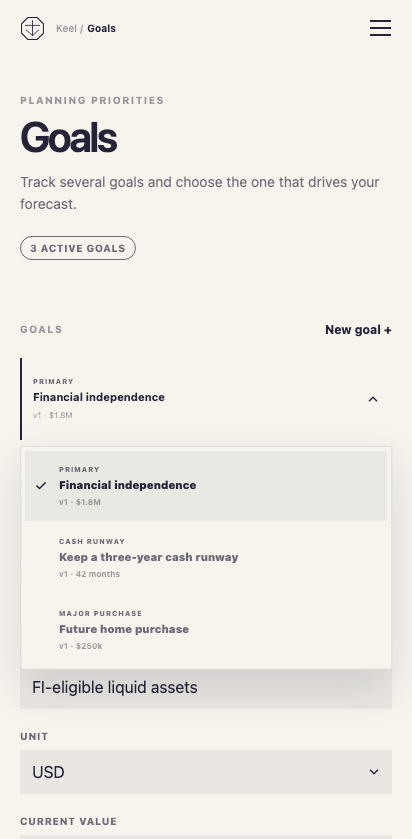 Keel / Goals
PLANNING PRIORITIES
Goals
Track several goals and choose the one that drives your
forecast.
3 ACTIVE GOALS
GOALS
New goal +
PRIMARY
Financial independence
v1 · $1.8M
PRIMARY
Financial independence
v1 · $1.8M
CASH RUNWAY
Keep a three-year cash runway
v1 · 42 months
MAJOR PURCHASE
Future home purchase
v1 · $250k
FI-eligible liquid assets
UNIT
USD
CURRENT VALUE